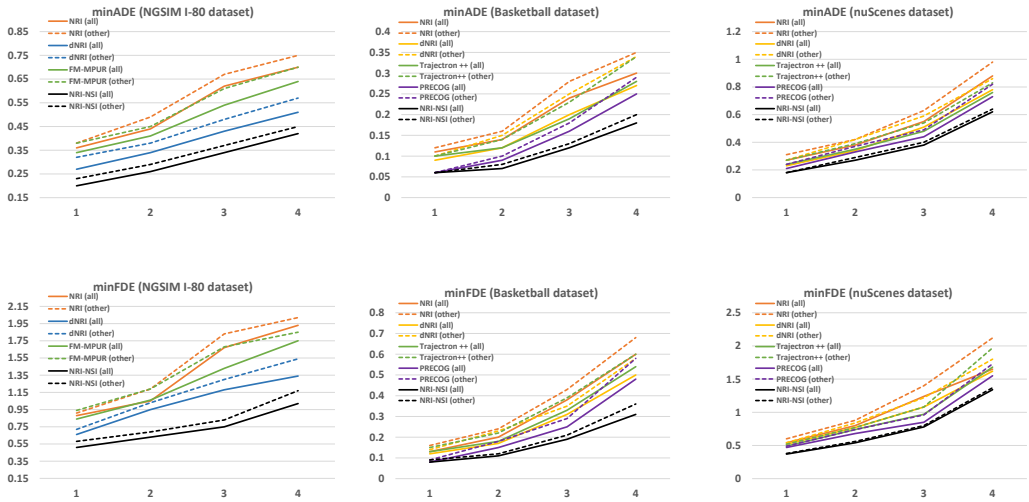 minADE (NGSIM I-80 dataset)
NRI (all)
NRI (other)
dNRI (all)
dNRI (other)
FM-MPUR (all)
FM-MPUR (other)
NRI-NSI (all)
NRI-NSI (other)
0.85
0.75
0.65
0.55
0.45
0.35
0.25
0.15
1 2 3 4
minADE (Basketball dataset)
NRI (all)
NRI (other)
dNRI (all)
dNRI (other)
Trajectron ++ (all)
Trajectron++ (other)
PRECOG (all)
PRECOG (other)
NRI-NSI (all)
NRI-NSI (other)
0.4
0.35
0.3
0.25
0.2
0.15
0.1
0.05
0
1 2 3 4
minADE (nuScenes dataset)
NRI (all)
NRI (other)
dNRI (all)
dNRI (other)
Trajectron ++ (all)
Trajectron++ (other)
PRECOG (all)
PRECOG (other)
NRI-NSI (all)
NRI-NSI (other)
1.2
1
0.8
0.6
0.4
0.2
0
1 2 3 4
minFDE (NGSIM I-80 dataset)
NRI (all)
NRI (other)
dNRI (all)
dNRI (other)
FM-MPUR (all)
FM-MPUR (other)
NRI-NSI (all)
NRI-NSI (other)
2.15
1.95
1.75
1.55
1.35
1.15
0.95
0.75
0.55
0.35
0.15
1 2 3 4
minFDE (Basketball dataset)
NRI (all)
NRI (other)
dNRI (all)
dNRI (other)
Trajectron ++ (all)
Trajectron++ (other)
PRECOG (all)
PRECOG (other)
NRI-NSI (all)
NRI-NSI (other)
0.8
0.7
0.6
0.5
0.4
0.3
0.2
0.1
0
1 2 3 4
minFDE (nuScenes dataset)
NRI (all)
NRI (other)
dNRI (all)
dNRI (other)
Trajectron ++ (all)
Trajectron++ (other)
PRECOG (all)
PRECOG (other)
NRI-NSI (all)
NRI-NSI (other)
2.5
2
1.5
1
0.5
0
1 2 3 4